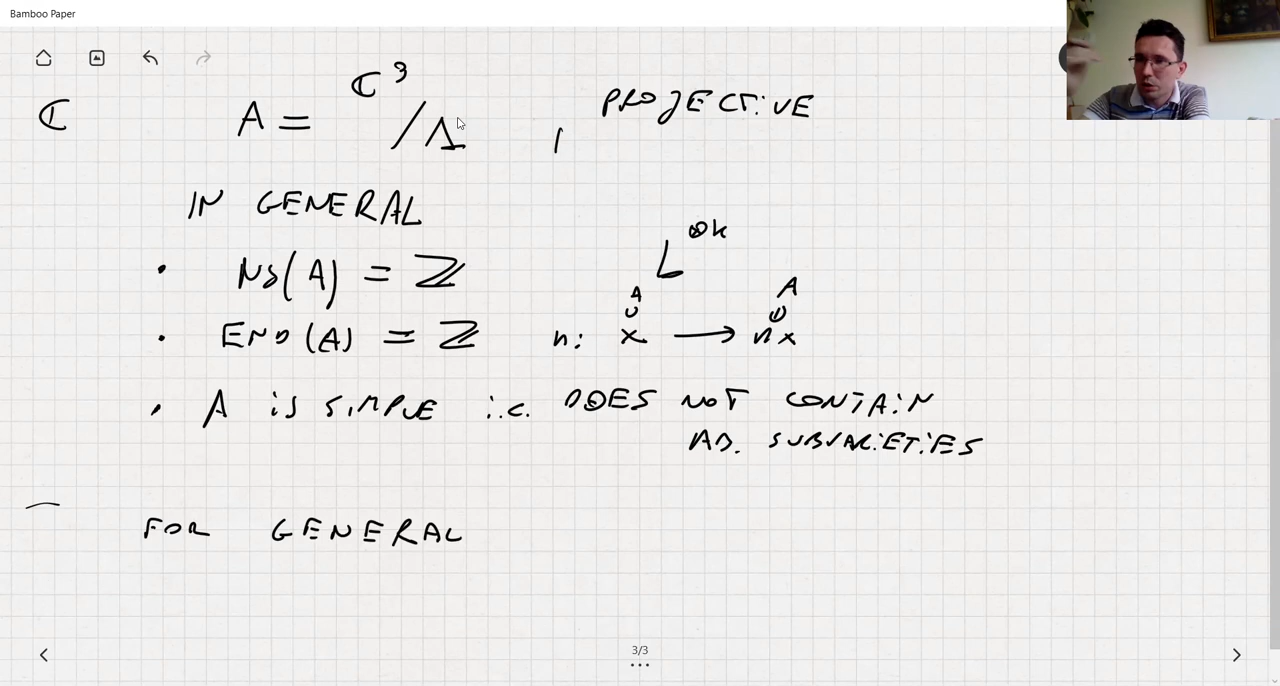 Bamboo Paper
ℂ A = ℂ^g / Λ , PROJECTIVE
IN GENERAL
• NS(A) = ℤ L^{⊗k}
A A
∪ ∪
• END(A) = ℤ n: x → nx
• A is SIMPLE i.e. DOES NOT CONTAIN
AB. SUBVARiETiES
— FOR GENERAL
3/3